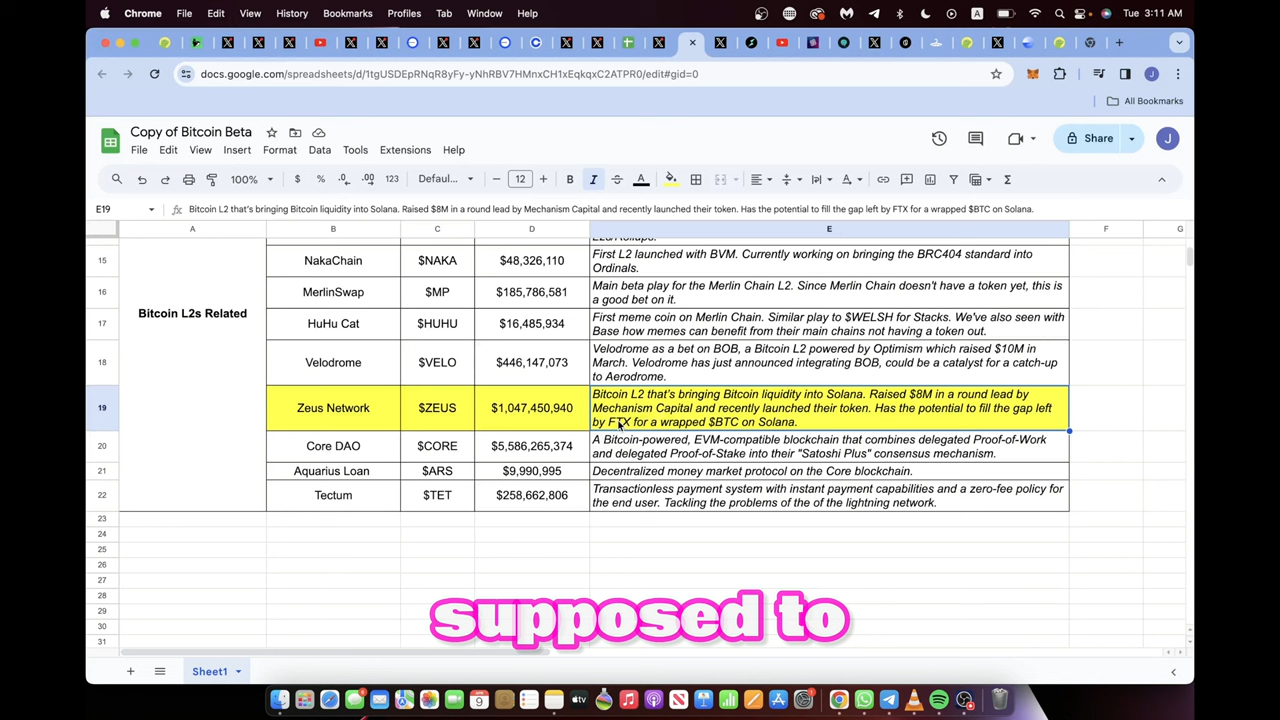 Chrome File Edit View History Bookmarks Profiles Tab Window Help A Tue 3:11 AM
docs.google.com/spreadsheets/d/1tgUSDEpRNqR8yFy-yNhRBV7HMnxCH1xEqkqxC2ATPR0/edit#gid=0 J
All Bookmarks
Copy of Bitcoin Beta
File Edit View Insert Format Data Tools Extensions Help
Share J
100% $ % .0 .00 123 Defaul... 12 B I A
E19 fx Bitcoin L2 that's bringing Bitcoin liquidity into Solana. Raised $8M in a round lead by Mechanism Capital and recently launched their token. Has the potential to fill the gap left by FTX for a wrapped $BTC on Solana.
A B C D E F G
L2s/Rollups.
15 NakaChain $NAKA $48,326,110 First L2 launched with BVM. Currently working on bringing the BRC404 standard into
Ordinals.
16 MerlinSwap $MP $185,786,581 Main beta play for the Merlin Chain L2. Since Merlin Chain doesn't have a token yet, this is
a good bet on it.
Bitcoin L2s Related
17 HuHu Cat $HUHU $16,485,934 First meme coin on Merlin Chain. Similar play to $WELSH for Stacks. We've also seen with
Base how memes can benefit from their main chains not having a token out.
18 Velodrome $VELO $446,147,073 Velodrome as a bet on BOB, a Bitcoin L2 powered by Optimism which raised $10M in
March. Velodrome has just announced integrating BOB, could be a catalyst for a catch-up
to Aerodrome.
19 Zeus Network $ZEUS $1,047,450,940 Bitcoin L2 that's bringing Bitcoin liquidity into Solana. Raised $8M in a round lead by
Mechanism Capital and recently launched their token. Has the potential to fill the gap left
by FTX for a wrapped $BTC on Solana.
20 Core DAO $CORE $5,586,265,374 A Bitcoin-powered, EVM-compatible blockchain that combines delegated Proof-of-Work
and delegated Proof-of-Stake into their "Satoshi Plus" consensus mechanism.
21 Aquarius Loan $ARS $9,990,995 Decentralized money market protocol on the Core blockchain.
22 Tectum $TET $258,662,806 Transactionless payment system with instant payment capabilities and a zero-fee policy for
the end user. Tackling the problems of the of the lightning network.
23
24
25
26
27
28
29
30
31
supposed to
Sheet1